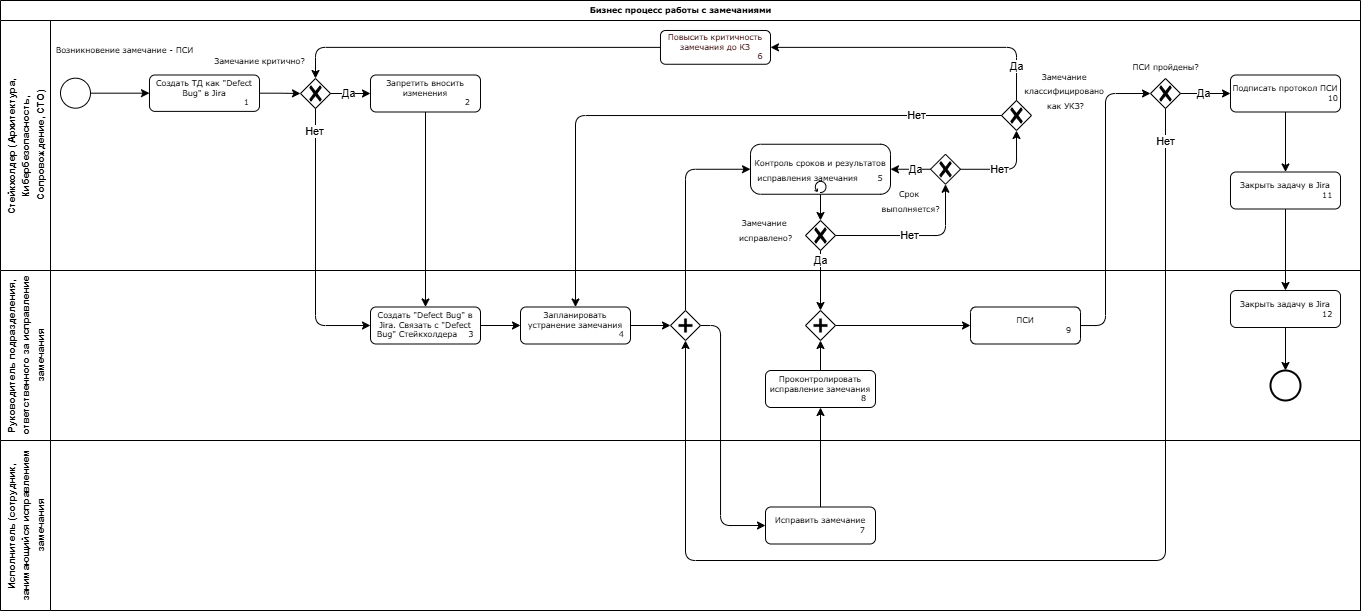 Бизнес процесс работы с замечаниями
Стейкхолдер (Архитектура,
Кибербезопасность,
Сопровождение, СТО)
Возникновение замечание - ПСИ
Создать ТД как "Defect
Bug" в Jira
1
Замечание критично?
Да
Нет
Запретить вносить
изменения
2
Повысить критичность
замечания до КЗ
6
Да
Замечание
классифицировано
как УКЗ?
Нет
Контроль сроков и результатов
исправления замечания 5
Да
Нет
Срок
выполняется?
Замечание
исправлено?
Нет
Да
ПСИ пройдены?
Да
Нет
Подписать протокол ПСИ
10
Закрыть задачу в Jira
11
Руководитель подразделения,
ответственного за исправление
замечания
Создать "Defect Bug" в
Jira. Связать с "Defect
Bug" Стейкхолдера 3
Запланировать
устранение замечания
4
ПСИ
9
Закрыть задачу в Jira
12
Проконтролировать
исправление замечания
8
Исполнитель (сотрудник,
занимающийся исправлением
замечания
Исправить замечание
7